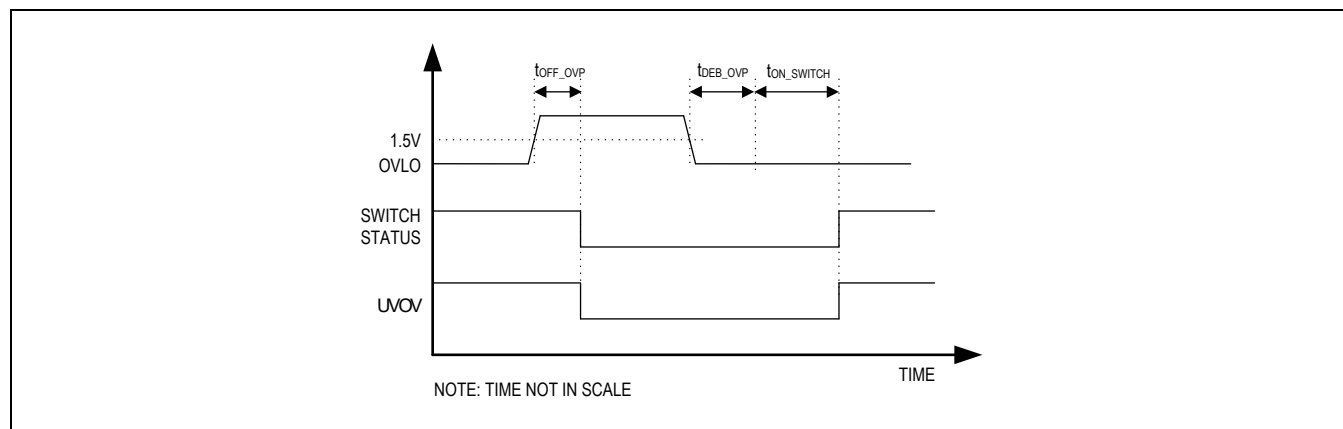 tOFF_OVP tDEB_OVP tON_SWITCH
1.5V
OVLO
SWITCH
STATUS
UVOV
TIME
NOTE: TIME NOT IN SCALE